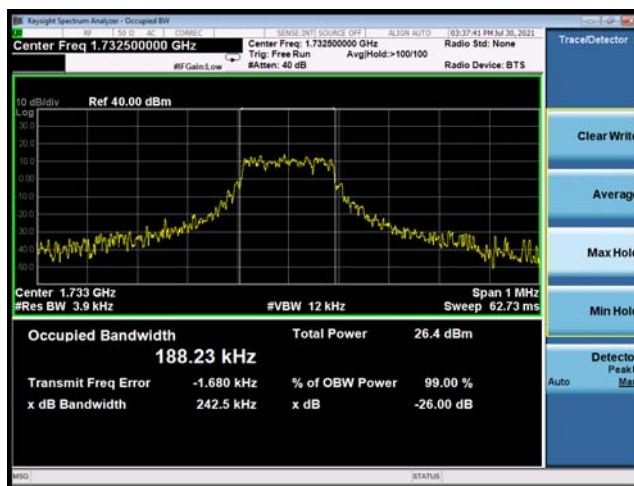 Keysight Spectrum Analyzer - Occupied BW
RF 50 Ω AC CORREC SENSE:INT SOURCE OFF ALIGN AUTO 03:37:41 PM Jul 30, 2021
Center Freq 1.732500000 GHz
Center Freq: 1.732500000 GHz Radio Std: None
Trig: Free Run Avg|Hold:>100/100
#IFGain:Low #Atten: 40 dB Radio Device: BTS
Trace/Detector
10 dB/div Ref 40.00 dBm
Log
30.0
20.0
10.0
0.00
10.0
20.0
30.0
40.0
50.0
Center 1.733 GHz Span 1 MHz
#Res BW 3.9 kHz #VBW 12 kHz Sweep 62.73 ms
Occupied Bandwidth Total Power 26.4 dBm
188.23 kHz
Transmit Freq Error -1.680 kHz % of OBW Power 99.00 %
x dB Bandwidth 242.5 kHz x dB -26.00 dB
Clear Write
Average
Max Hold
Min Hold
Detecto
Peak
Auto Ma
MSG STATUS